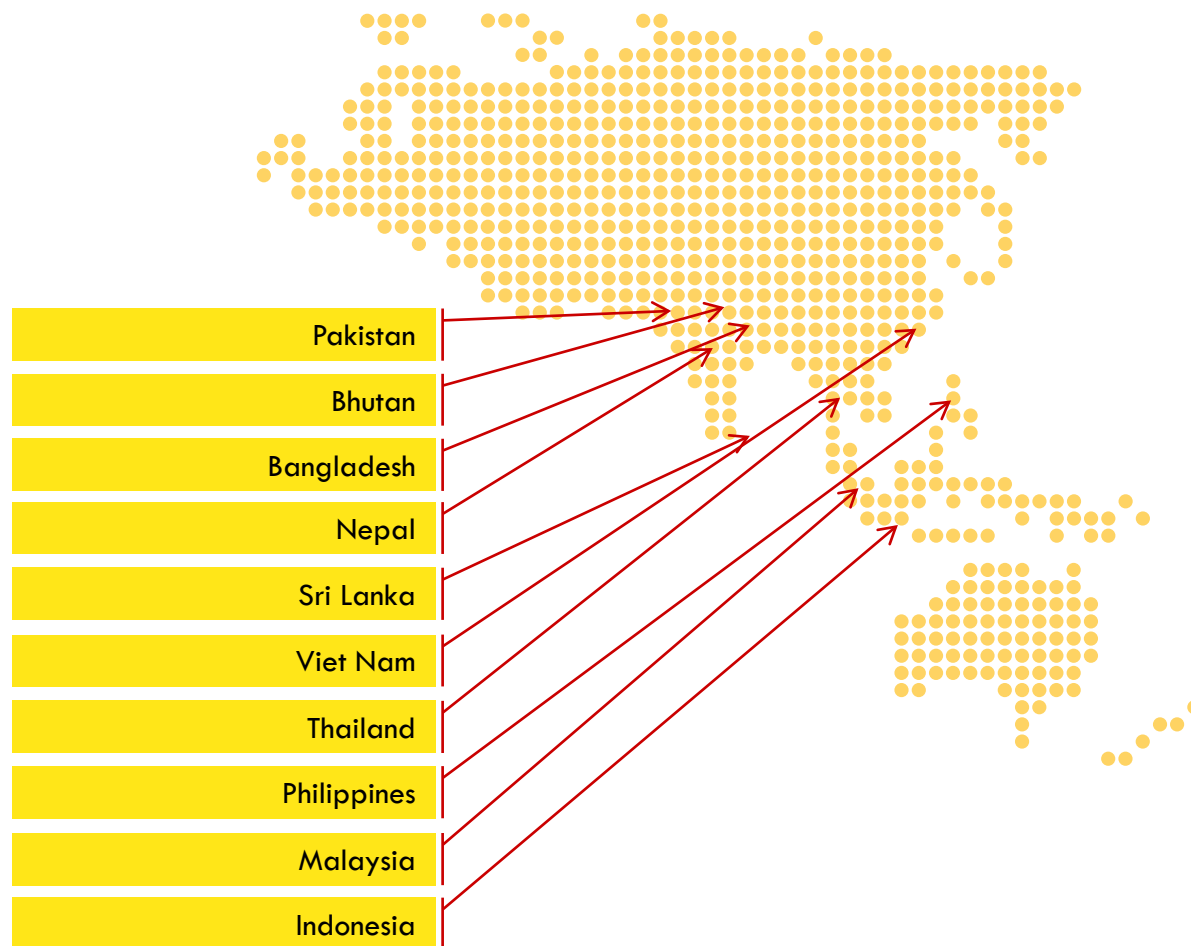 Pakistan
Bhutan
Bangladesh
Nepal
Sri Lanka
Viet Nam
Thailand
Philippines
Malaysia
Indonesia